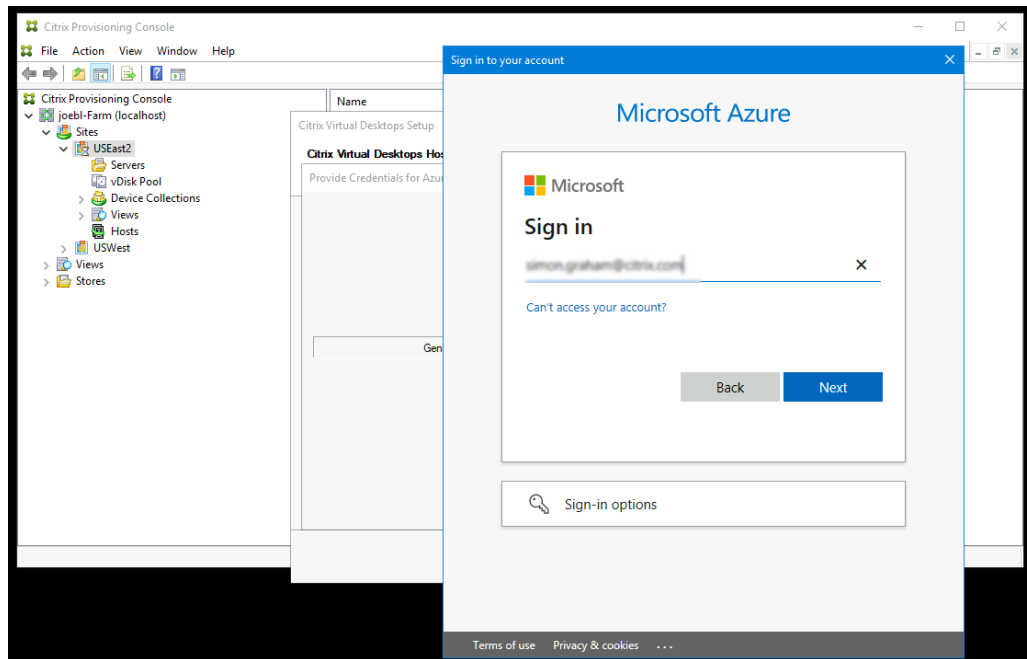 Citrix Provisioning Console
File Action View Window Help
Citrix Provisioning Console
joebl-Farm (localhost)
Sites
USEast2
Servers
vDisk Pool
Device Collections
Views
Hosts
USWest
Views
Stores
Name
Citrix Virtual Desktops Setup
Citrix Virtual Desktops Hos
Provide Credentials for Azu
Gen
Sign in to your account
Microsoft Azure
Microsoft
Sign in
Can't access your account?
Back Next
Sign-in options
Terms of use Privacy & cookies ...